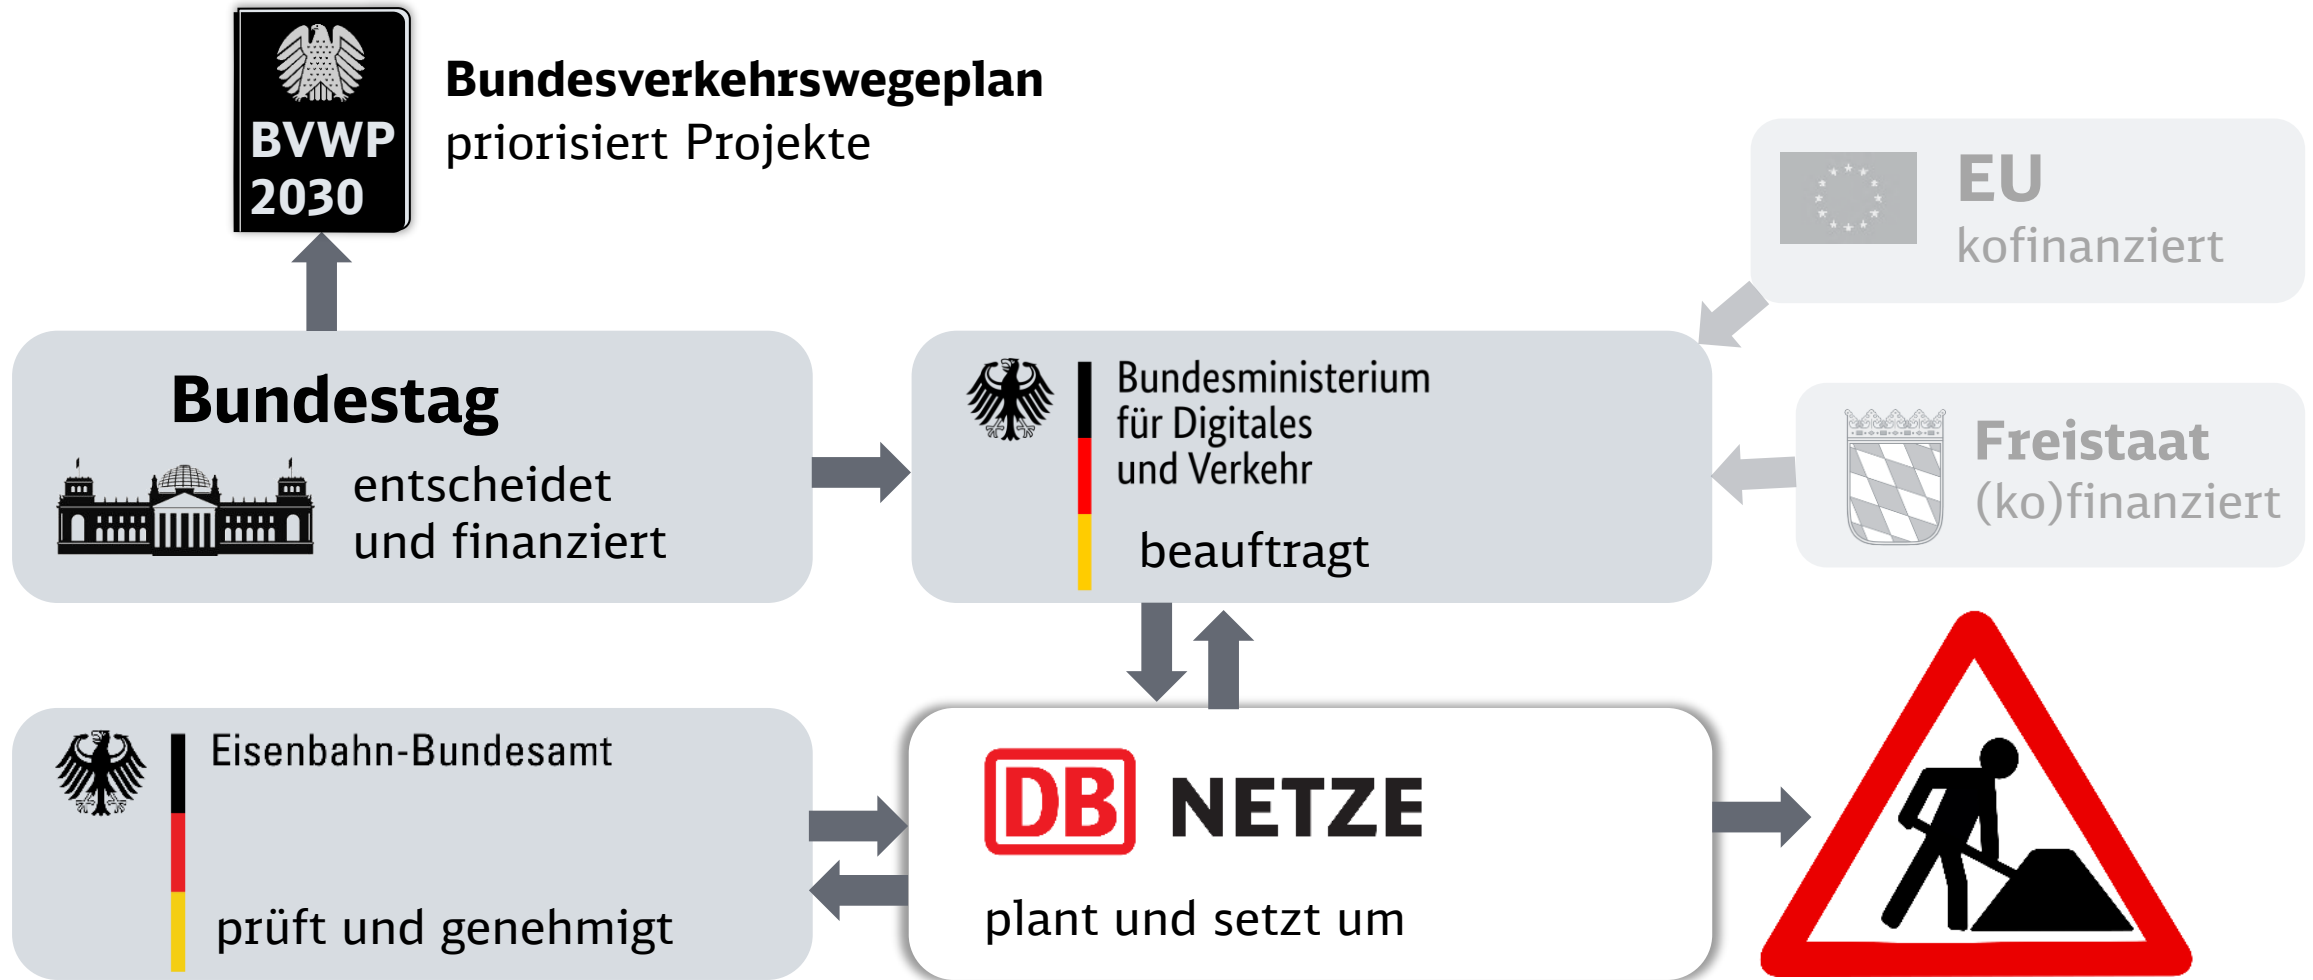 BVWP
2030
Bundesverkehrswegeplan
priorisiert Projekte
EU
kofinanziert
Bundestag
entscheidet
und finanziert
Bundesministerium
für Digitales
und Verkehr
beauftragt
Freistaat
(ko)finanziert
Eisenbahn-Bundesamt
prüft und genehmigt
DB NETZE
plant und setzt um